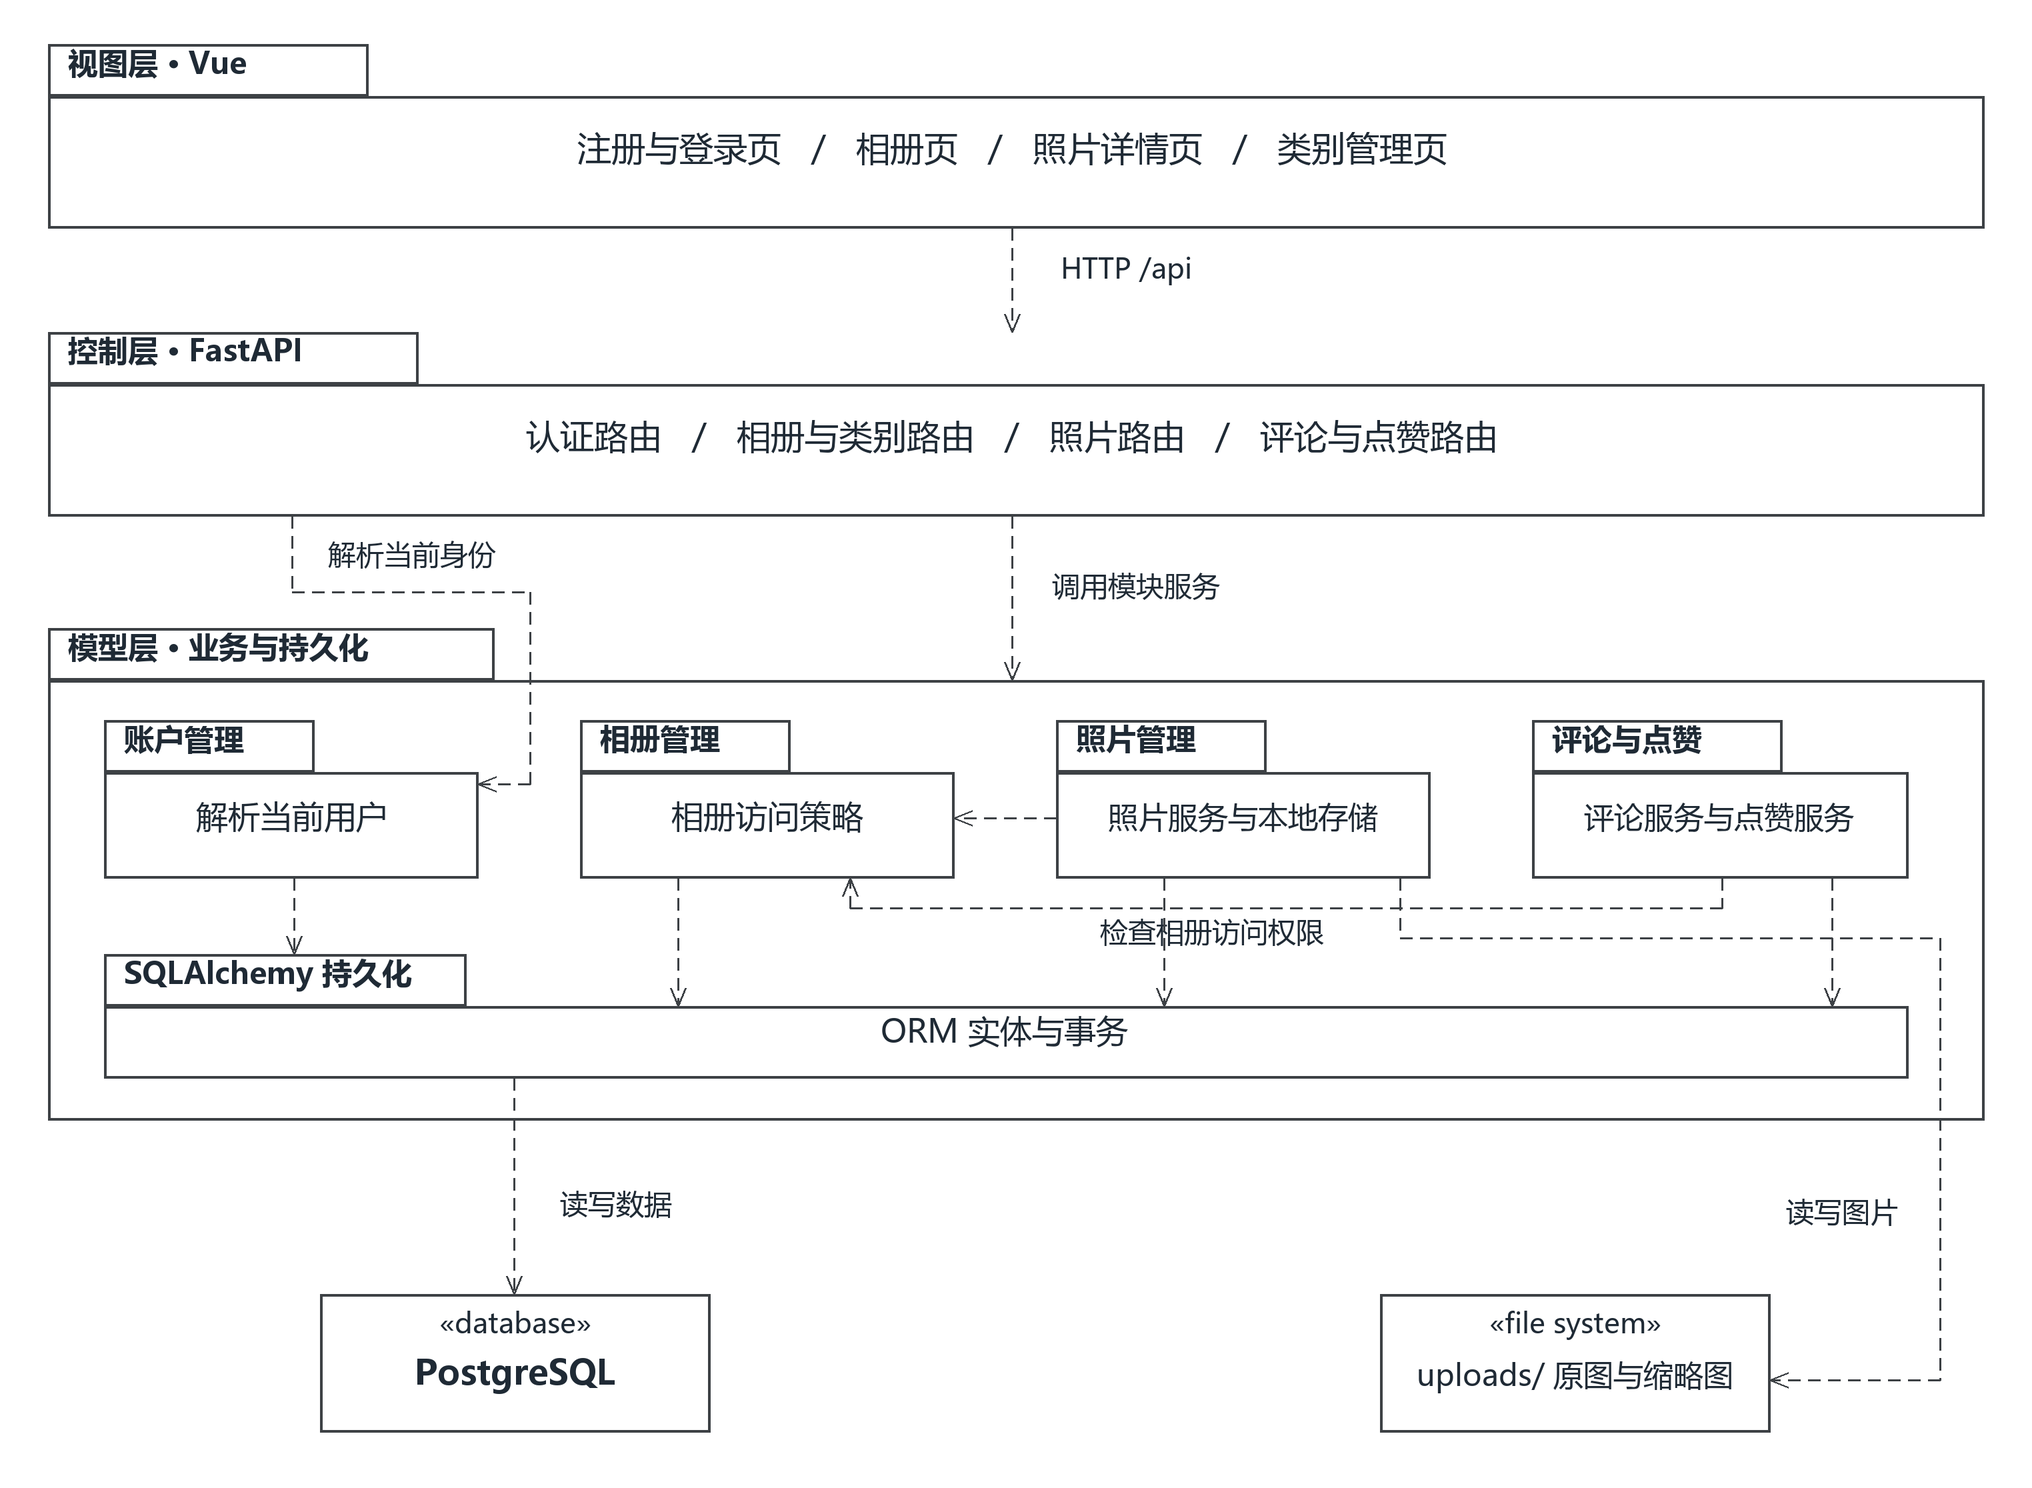 视图层 • Vue
注册与登录页 / 相册页 / 照片详情页 / 类别管理页
HTTP /api
控制层 • FastAPI
认证路由 / 相册与类别路由 / 照片路由 / 评论与点赞路由
解析当前身份
调用模块服务
模型层 • 业务与持久化
账户管理
相册管理
照片管理
评论与点赞
解析当前用户
相册访问策略
照片服务与本地存储
评论服务与点赞服务
检查相册访问权限
SQLAlchemy 持久化
ORM 实体与事务
读写数据
读写图片
«database»
PostgreSQL
«file system»
uploads/ 原图与缩略图